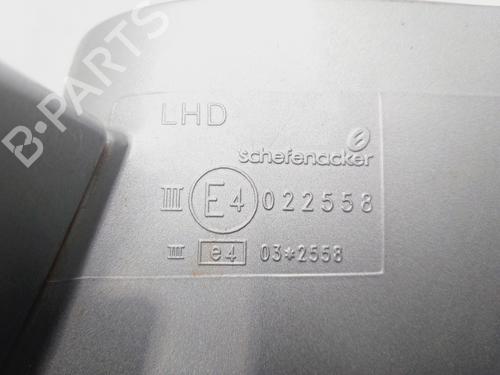 B-PARTS
LHD
schefenacker
III E4 022558
III e4 03*2558